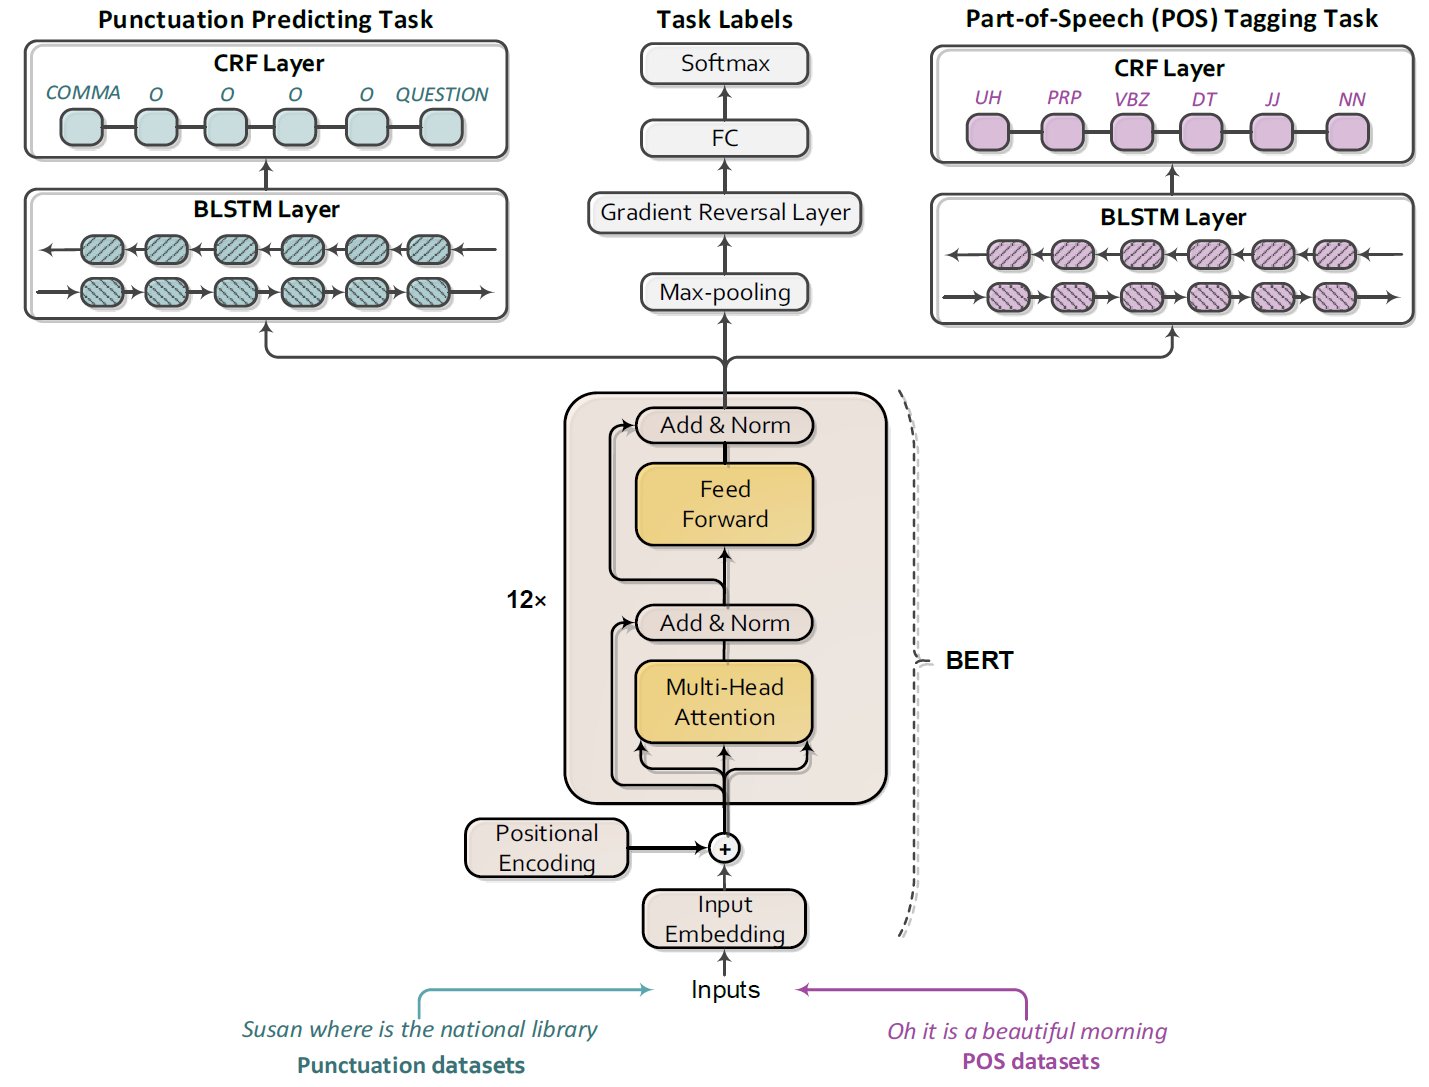 Punctuation Predicting Task
CRF Layer
COMMA O O O O QUESTION
BLSTM Layer
Task Labels
Softmax
FC
Gradient Reversal Layer
Max-pooling
Part-of-Speech (POS) Tagging Task
CRF Layer
UH PRP VBZ DT JJ NN
BLSTM Layer
Add & Norm
Feed
Forward
12×
Add & Norm
Multi-Head
Attention
BERT
Positional
Encoding
+
Input
Embedding
Inputs
Susan where is the national library
Punctuation datasets
Oh it is a beautiful morning
POS datasets